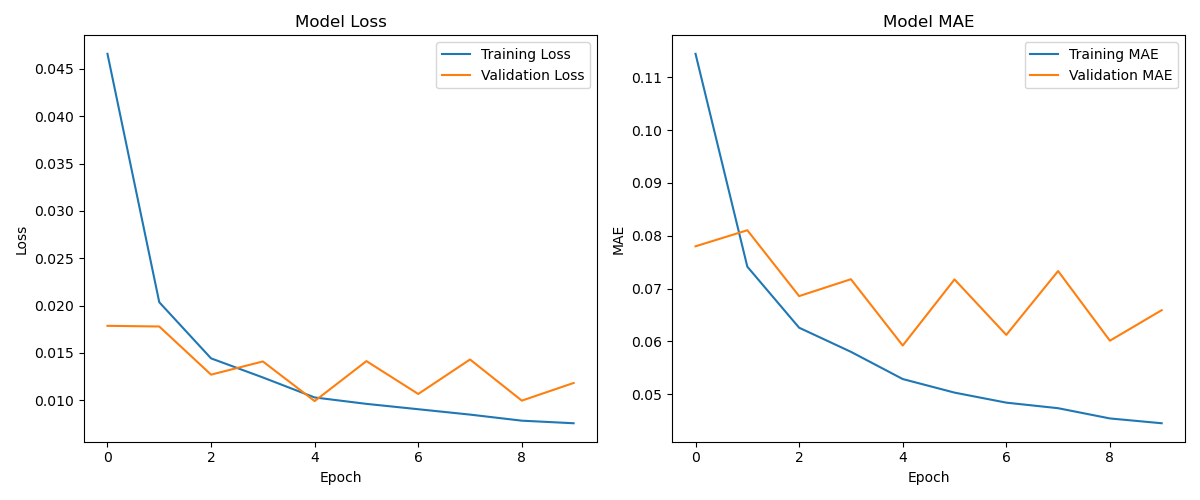 Model Loss
Training Loss
Validation Loss
0.045
0.040
0.035
0.030
0.025
0.020
0.015
0.010
Loss
0 2 4 6 8
Epoch
Model MAE
Training MAE
Validation MAE
0.11
0.10
0.09
0.08
0.07
0.06
0.05
MAE
0 2 4 6 8
Epoch